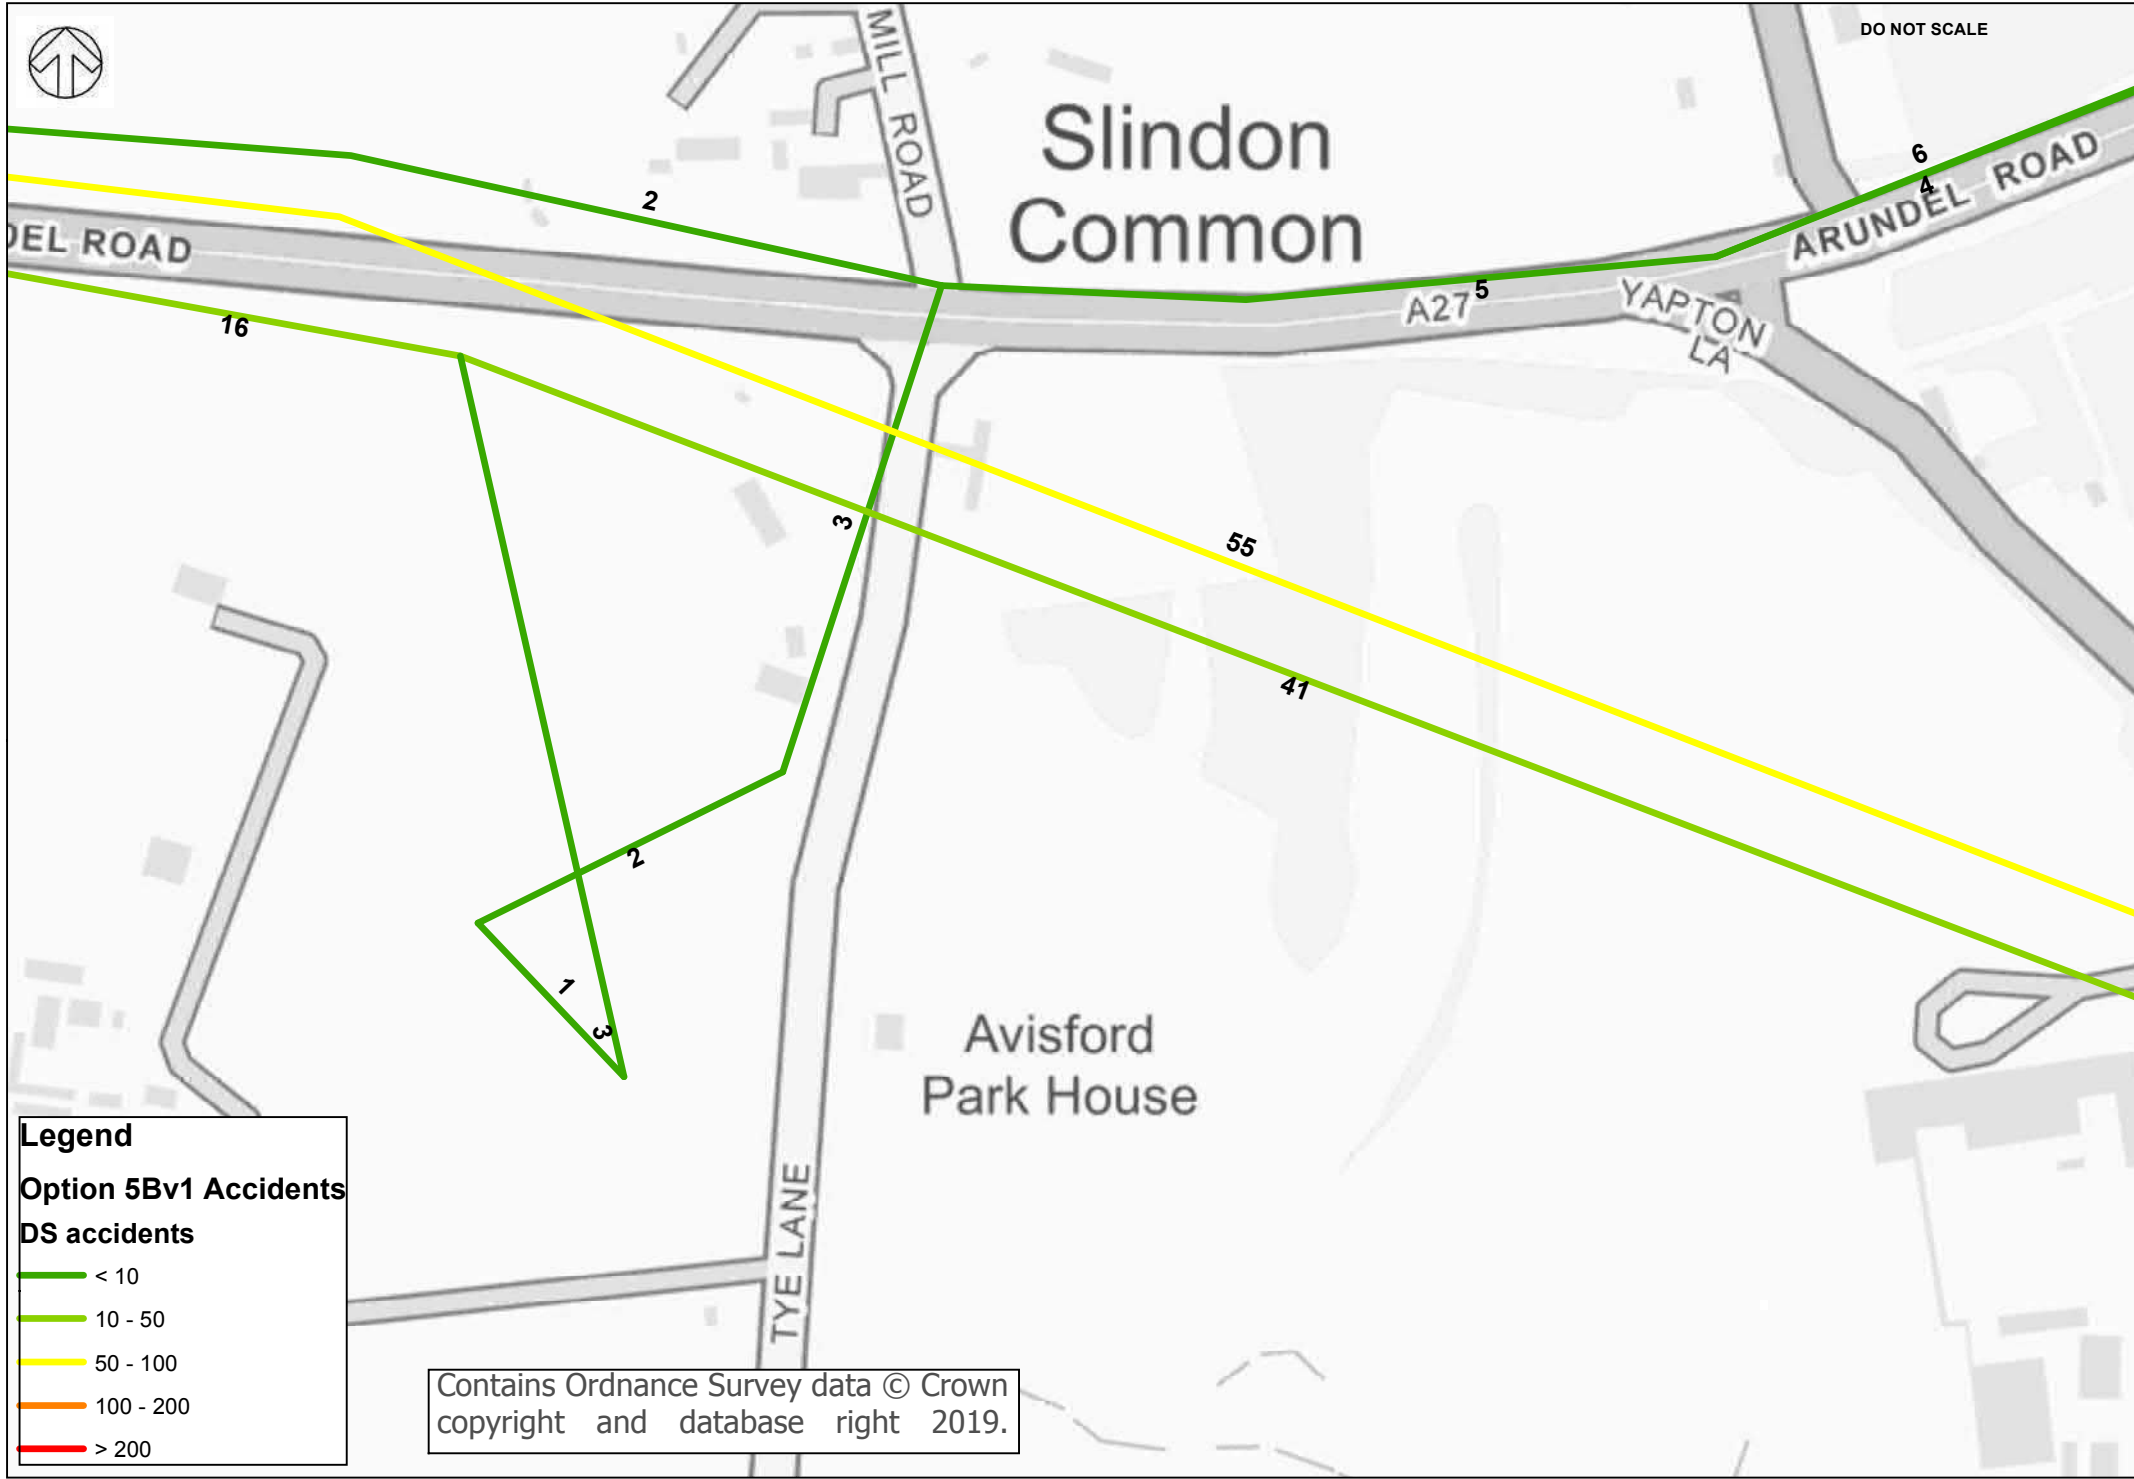 DO NOT SCALE
MILL ROAD
Slindon
Common
2
6
4
ARUNDEL ROAD
DEL ROAD
16
A27
5
YAPTON
LA
3
55
41
2
1
3
Avisford
Park House
TYE LANE
Legend
Option 5Bv1 Accidents
DS accidents
< 10
10 - 50
50 - 100
100 - 200
> 200
Contains Ordnance Survey data © Crown
copyright and database right 2019.